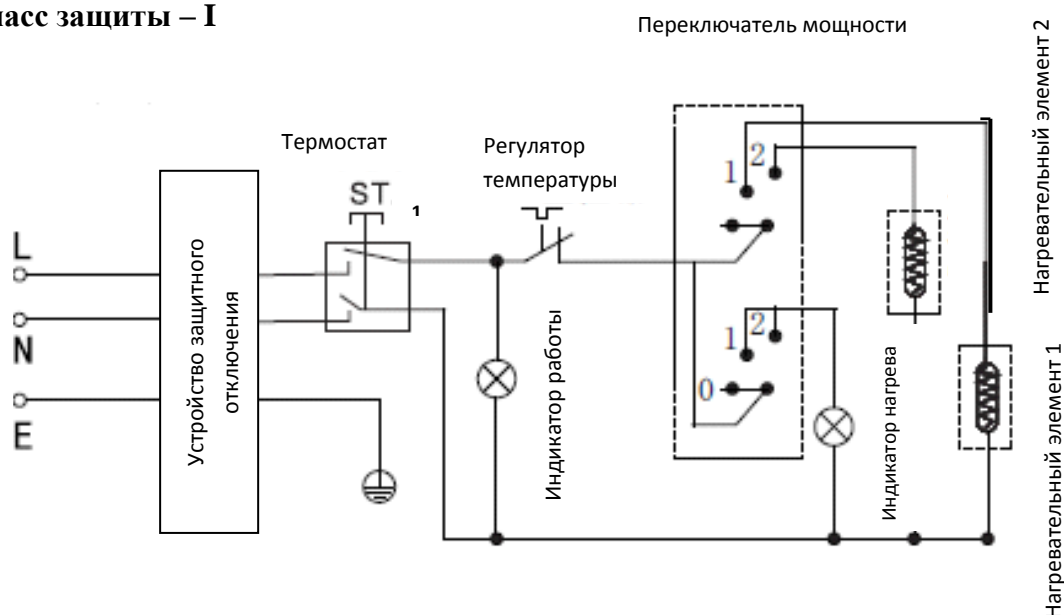 ласс защиты – I
Переключатель мощности
Нагревательный элемент 2
Термостат
Регулятор
температуры
ST
1
1
2
L
N
E
Устройство защитного
отключения
Индикатор работы
1
2
0
Индикатор нагрева
Нагревательный элемент 1